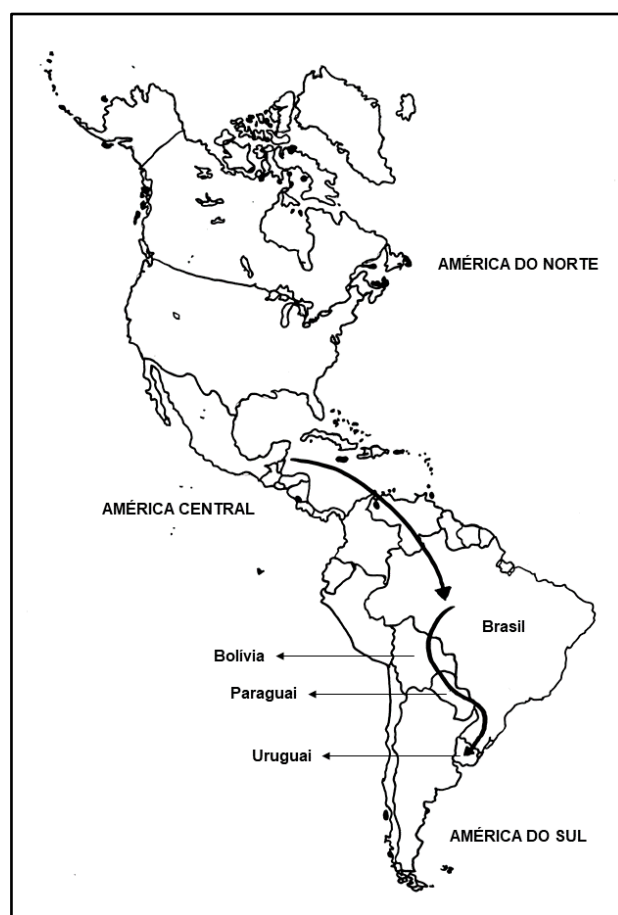 AMÉRICA DO NORTE
AMÉRICA CENTRAL
Brasil
Bolívia
Paraguai
Uruguai
AMÉRICA DO SUL